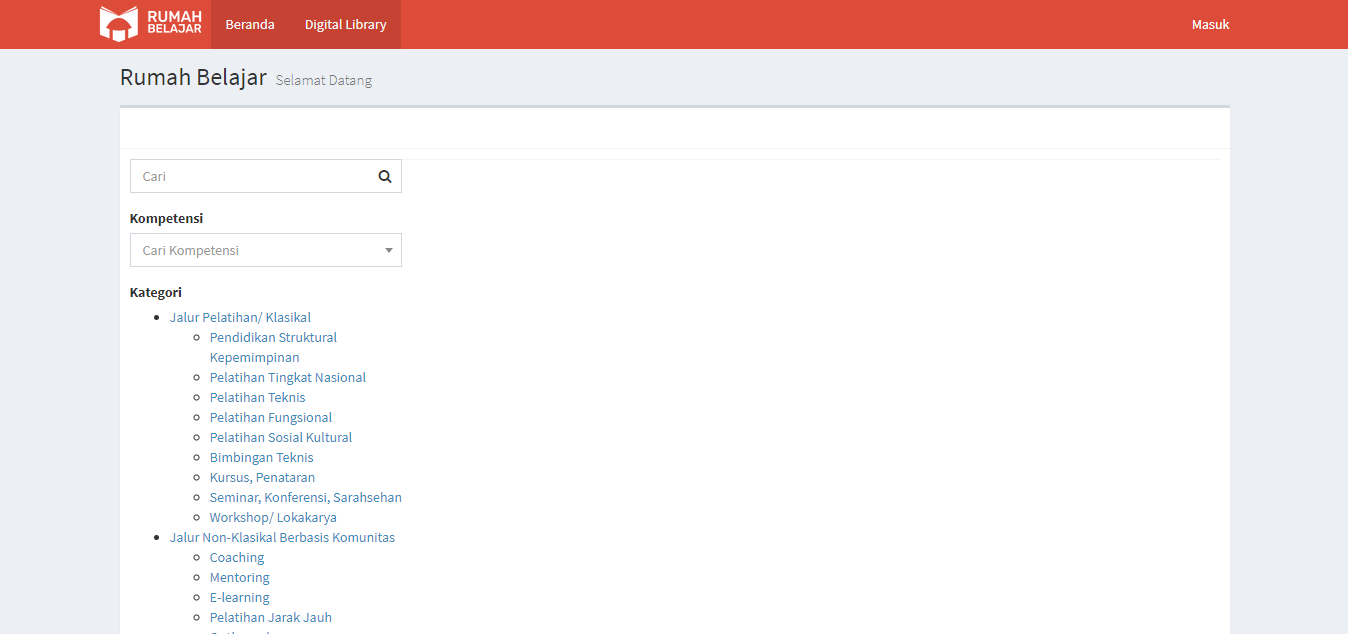 RUMAH
BELAJAR
Beranda
Digital Library
Masuk
Rumah Belajar Selamat Datang
Cari
Kompetensi
Cari Kompetensi
Kategori
Jalur Pelatihan/ Klasikal
Pendidikan Struktural
Kepemimpinan
Pelatihan Tingkat Nasional
Pelatihan Teknis
Pelatihan Fungsional
Pelatihan Sosial Kultural
Bimbingan Teknis
Kursus, Penataran
Seminar, Konferensi, Sarahsehan
Workshop/ Lokakarya
Jalur Non-Klasikal Berbasis Komunitas
Coaching
Mentoring
E-learning
Pelatihan Jarak Jauh